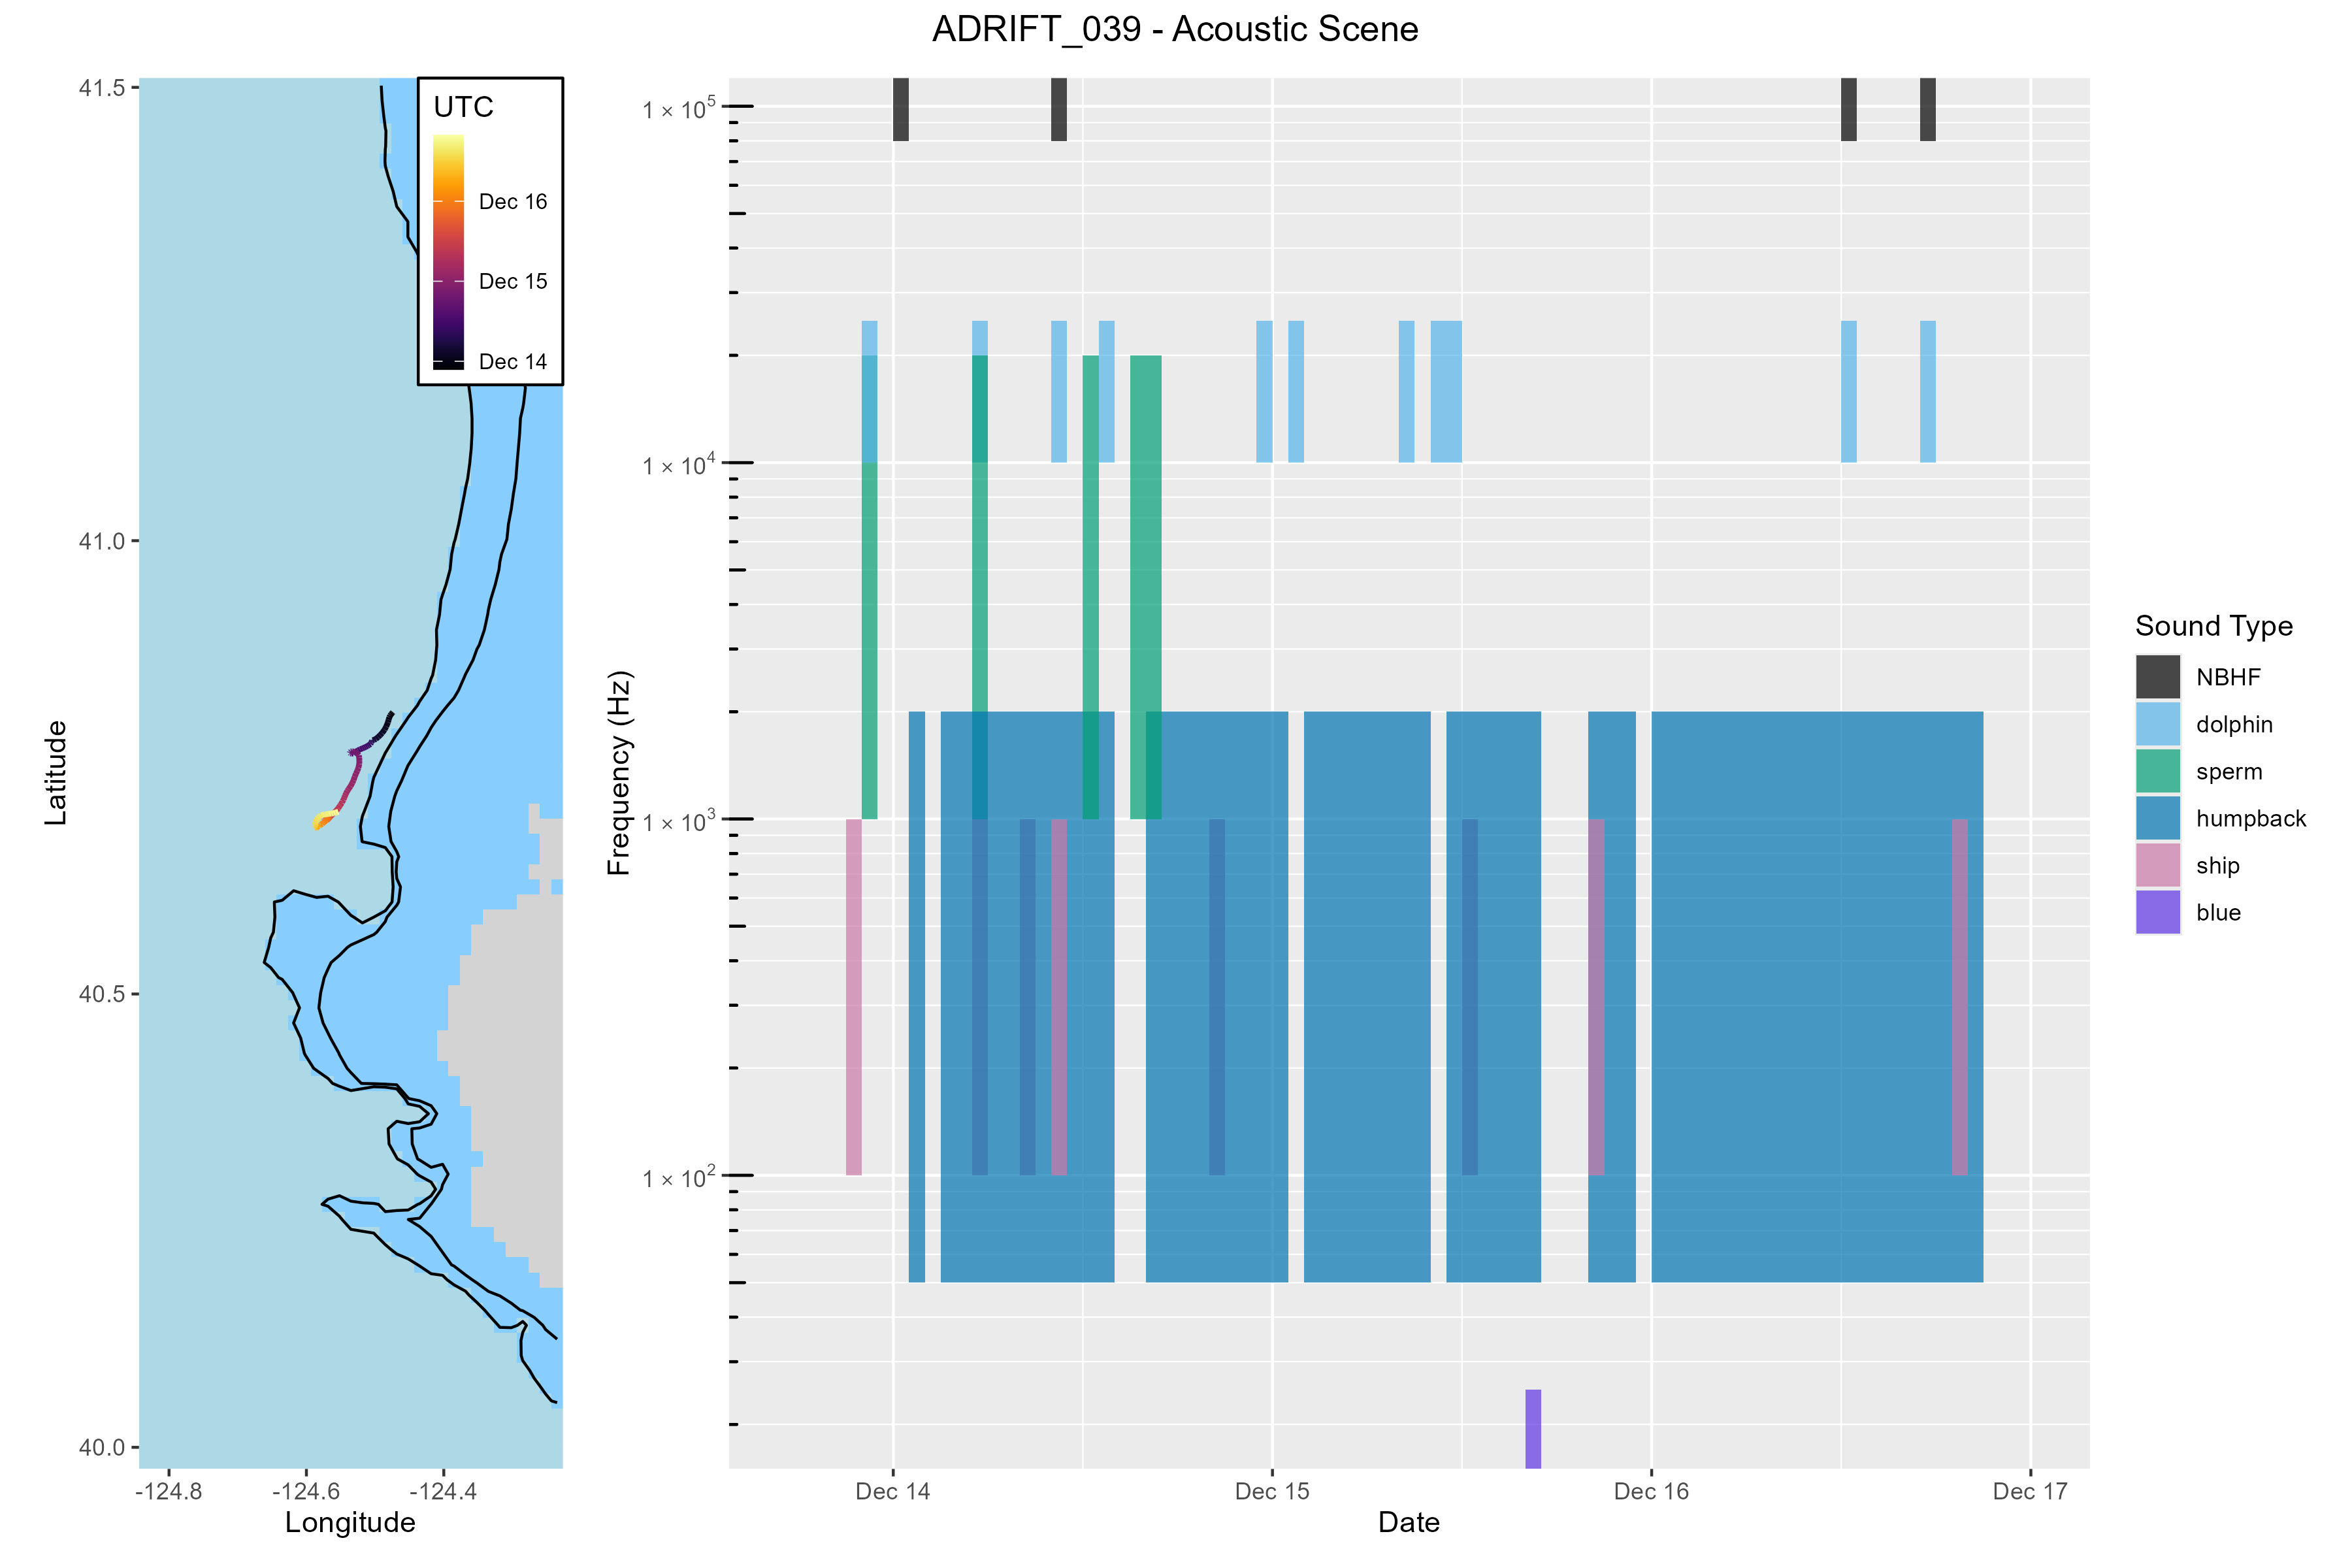 ADRIFT_039 - Acoustic Scene
41.5
41.0
40.5
40.0
Latitude
-124.8
-124.6
-124.4
Longitude
UTC
Dec 16
Dec 15
Dec 14
1 × 10⁵
1 × 10⁴
1 × 10³
1 × 10²
Frequency (Hz)
Dec 14
Dec 15
Dec 16
Dec 17
Date
Sound Type
NBHF
dolphin
sperm
humpback
ship
blue